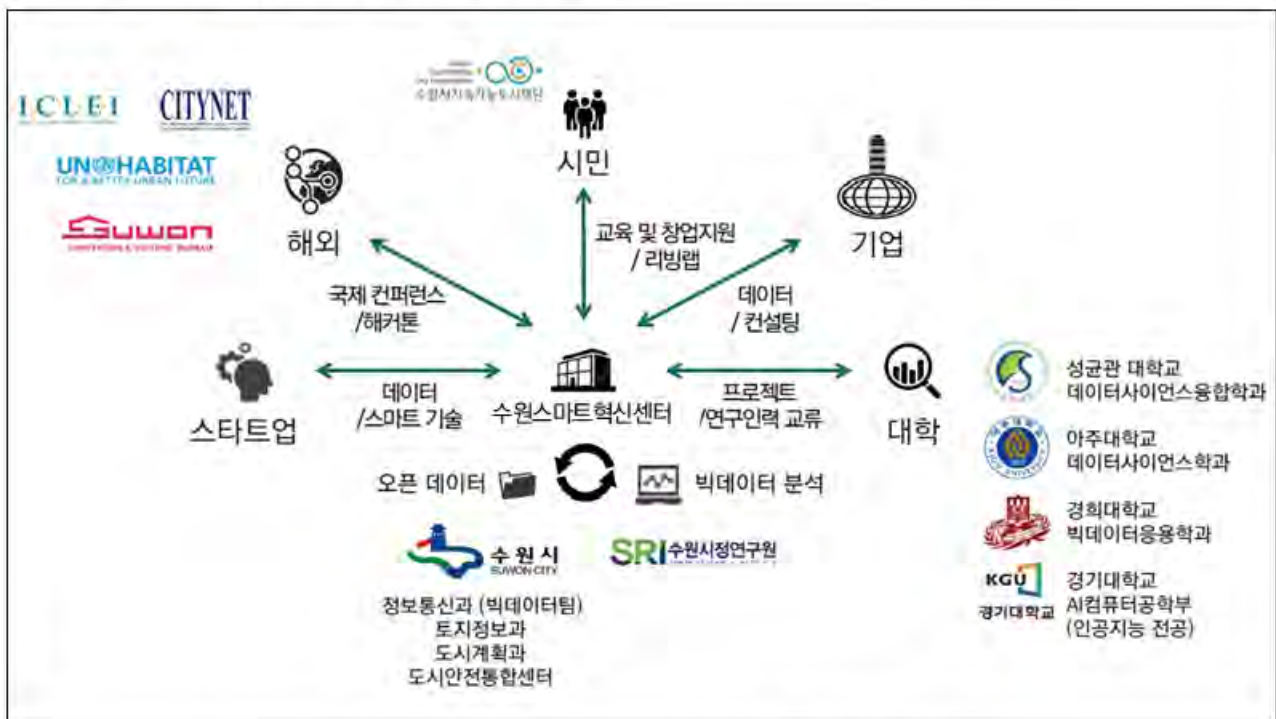 수원시지속가능도시재단
ICLEI
CITYNET
UN HABITAT
FOR A BETTER URBAN FUTURE
Suwon
CONVENTION & VISITORS BUREAU
해외
시민
기업
교육 및 창업지원
/ 리빙랩
국제 컨퍼런스
/해커톤
데이터
/ 컨설팅
스타트업
데이터
/스마트 기술
수원스마트혁신센터
프로젝트
/연구인력 교류
대학
성균관 대학교
데이터사이언스융합학과
아주대학교
데이터사이언스학과
경희대학교
빅데이터응용학과
KGU
경기대학교
경기대학교
AI컴퓨터공학부
(인공지능 전공)
오픈 데이터
빅데이터 분석
수원시
SUWON CITY
SRI 수원시정연구원
정보통신과 (빅데이터팀)
토지정보과
도시계획과
도시안전통합센터